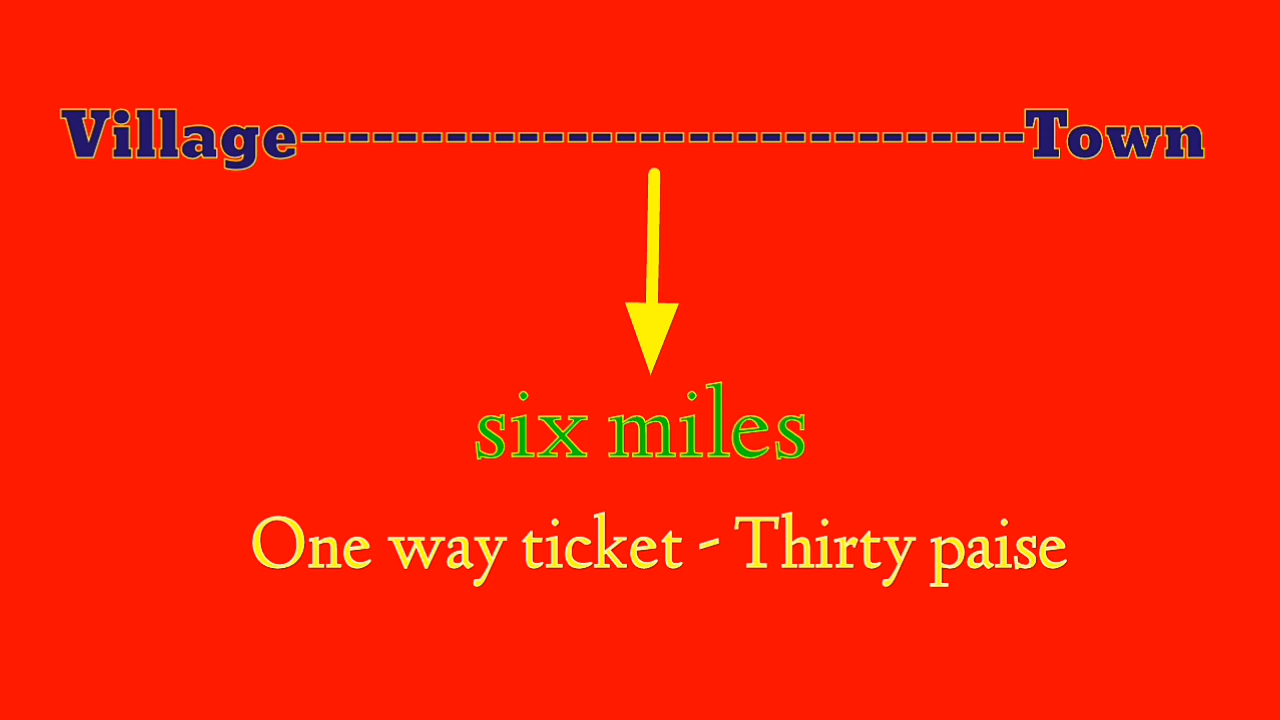 Village------------------------------Town
six miles
One way ticket - Thirty paise